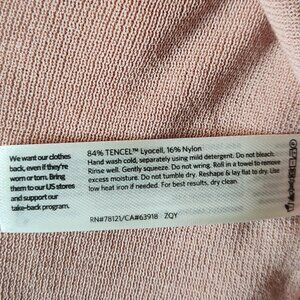 We want our clothes
back, even if they're
worn or torn. Bring
them to our US stores
and support our
take-back program.
84% TENCEL™ Lyocell, 16% Nylon
Hand wash cold, separately using mild detergent. Do not bleach.
Rinse well. Gently squeeze. Do not wring. Roll in a towel to remove
excess moisture. Do not tumble dry. Reshape & lay flat to dry. Use
low heat iron if needed. For best results, dry clean.
RN#78121/CA#63918 ZQY